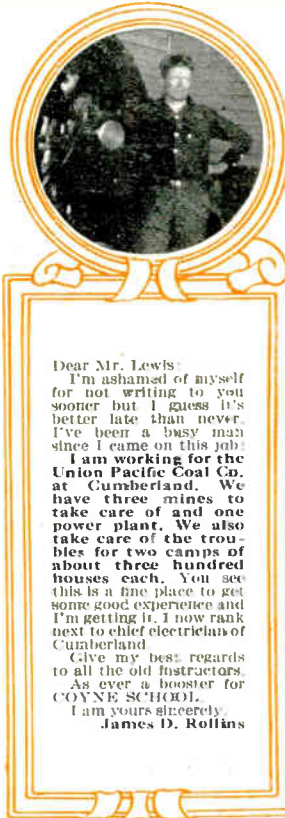 Dear Mr. Lewis:
I'm ashamed of myself
for not writing to you
sooner but I guess it's
better late than never.
I've been a busy man
since I came on this job:
I am working for the
Union Pacific Coal Co.
at Cumberland. We
have three mines to
take care of and one
power plant. We also
take care of the trou-
bles for two camps of
about three hundred
houses each. You see
this is a fine place to get
some good experience and
I'm getting it. I now rank
next to chief electrician of
Cumberland.
Give my best regards
to all the old instructors.
As ever a booster for
COYNE SCHOOL.
I am yours sincerely,
James D. Rollins